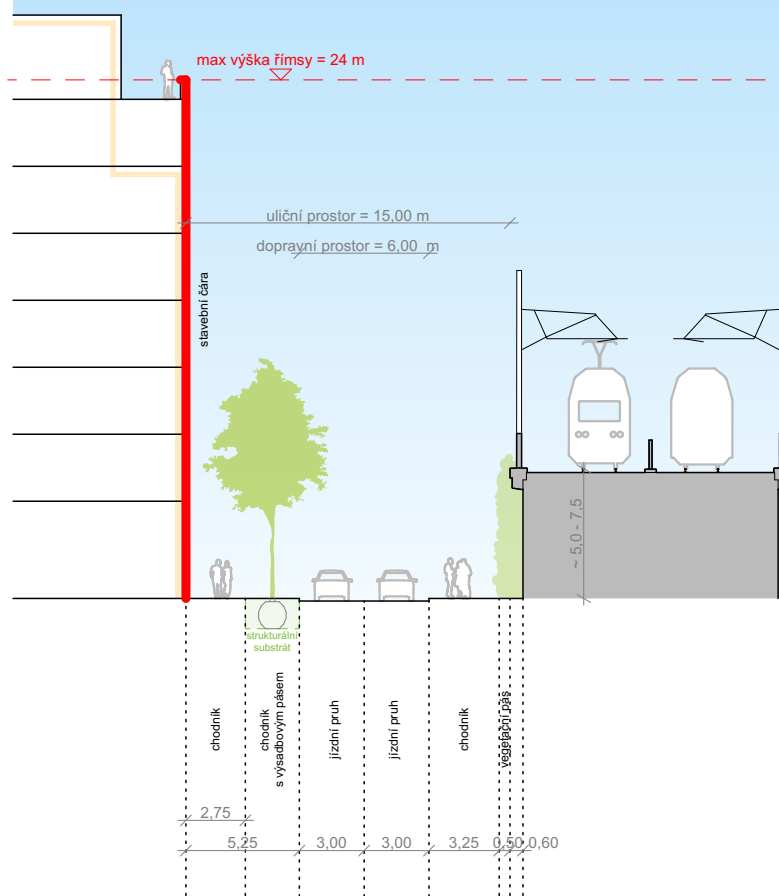 max výška římsy = 24 m
uliční prostor = 15,00 m
dopravní prostor = 6,00 m
stavební čára
~ 5,0 - 7,5
strukturální
substrát
chodník
chodník
s výsadbovým pásem
jízdní pruh
jízdní pruh
chodník
vegetační pás
2,75
5,25
3,00
3,00
3,25
0,50
0,60